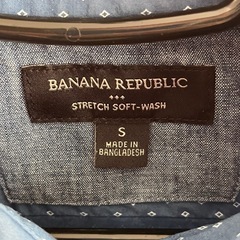 BANANA REPUBLIC
STRETCH SOFT-WASH
S
MADE IN
BANGLADESH